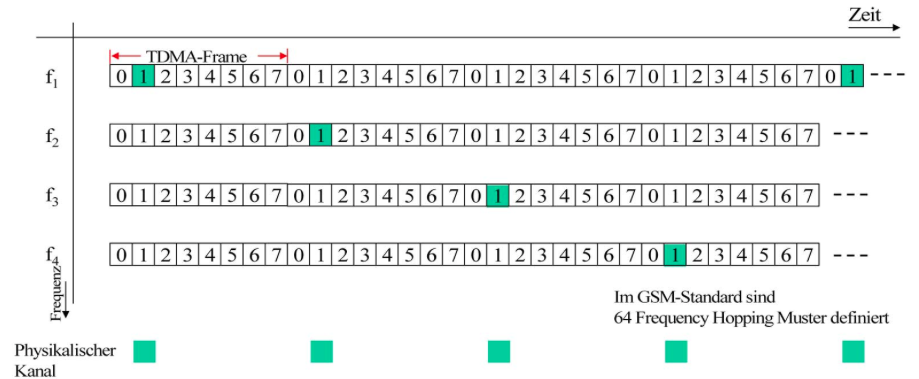 Zeit
TDMA-Frame
f1 0 1 2 3 4 5 6 7 0 1 2 3 4 5 6 7 0 1 2 3 4 5 6 7 0 1 2 3 4 5 6 7 0 1
f2 0 1 2 3 4 5 6 7 0 1 2 3 4 5 6 7 0 1 2 3 4 5 6 7 0 1 2 3 4 5 6 7
f3 0 1 2 3 4 5 6 7 0 1 2 3 4 5 6 7 0 1 2 3 4 5 6 7 0 1 2 3 4 5 6 7
f4 0 1 2 3 4 5 6 7 0 1 2 3 4 5 6 7 0 1 2 3 4 5 6 7 0 1 2 3 4 5 6 7
Frequenz
Im GSM-Standard sind
64 Frequency Hopping Muster definiert
Physikalischer
Kanal